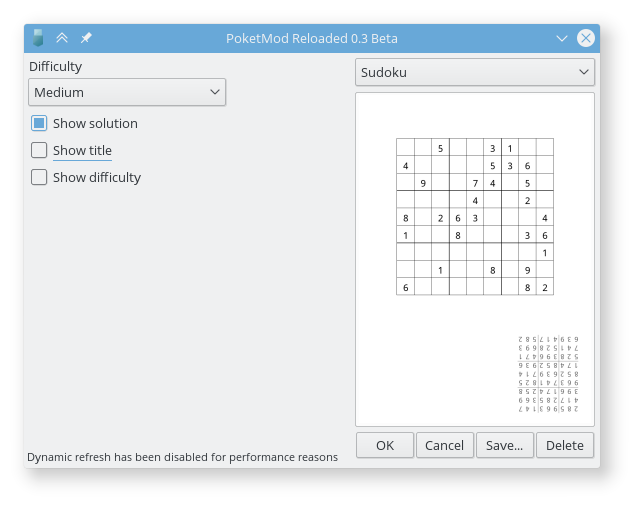 PoketMod Reloaded 0.3 Beta
Difficulty
Medium
Show solution
Show title
Show difficulty
Dynamic refresh has been disabled for performance reasons
Sudoku
5 3 1
4 5 3 6
9 7 4 5
4 2
8 2 6 3 4
1 8 3 6
1
1 8 9
6 8 2
OK Cancel Save... Delete